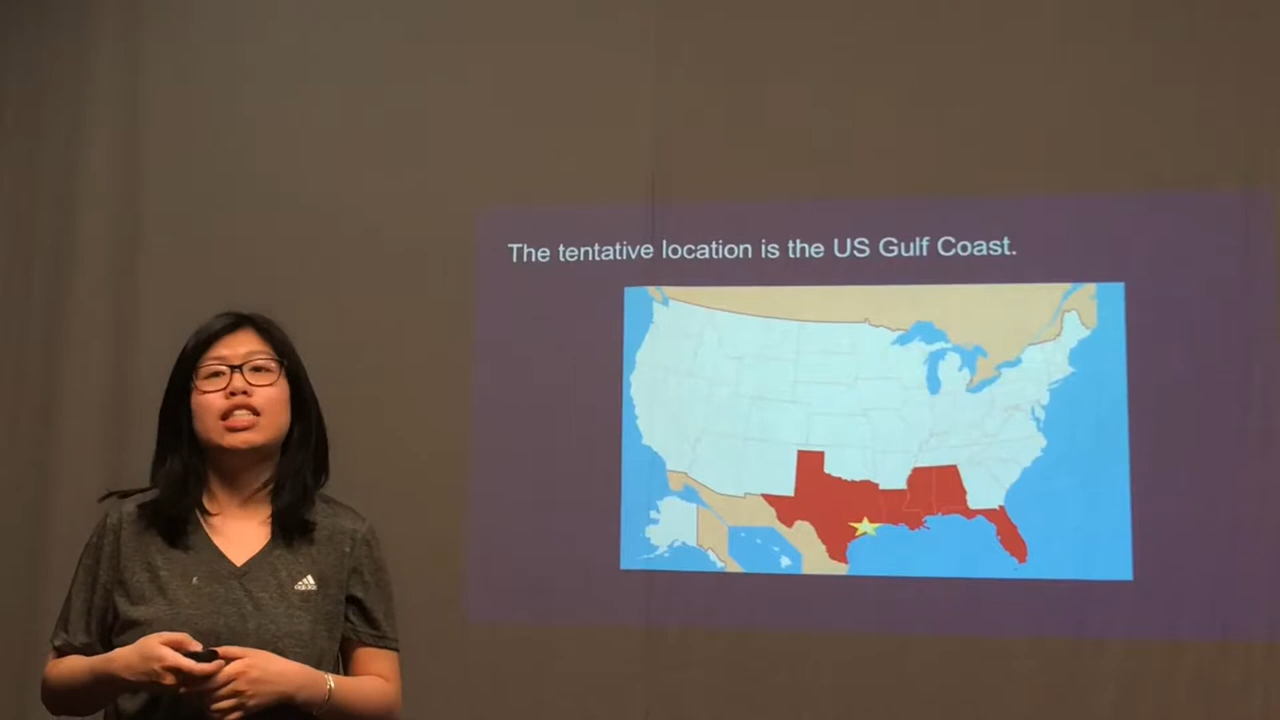 The tentative location is the US Gulf Coast.
adidas